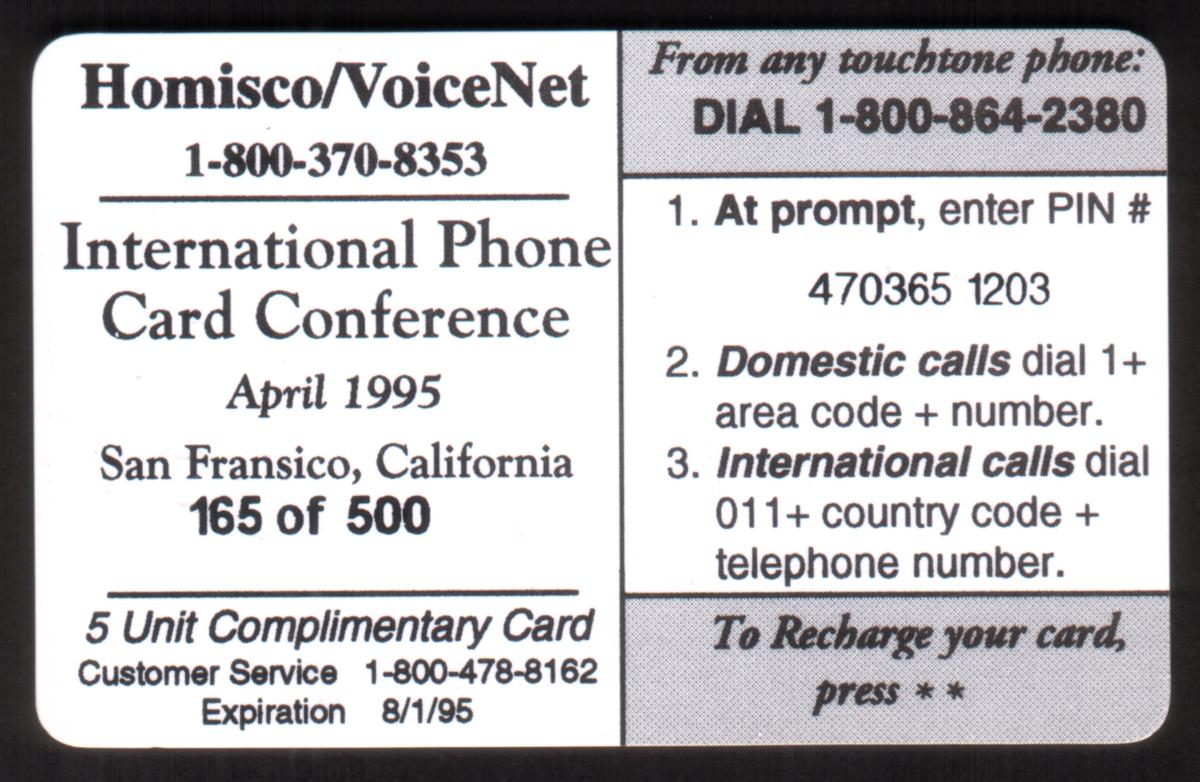 Homisco/VoiceNet
1-800-370-8353
International Phone
Card Conference
April 1995
San Fransico, California
165 of 500
5 Unit Complimentary Card
Customer Service 1-800-478-8162
Expiration 8/1/95
From any touchtone phone:
DIAL 1-800-864-2380
1. At prompt, enter PIN #
470365 1203
2. Domestic calls dial 1+
area code + number.
3. International calls dial
011+ country code +
telephone number.
To Recharge your card,
press * *